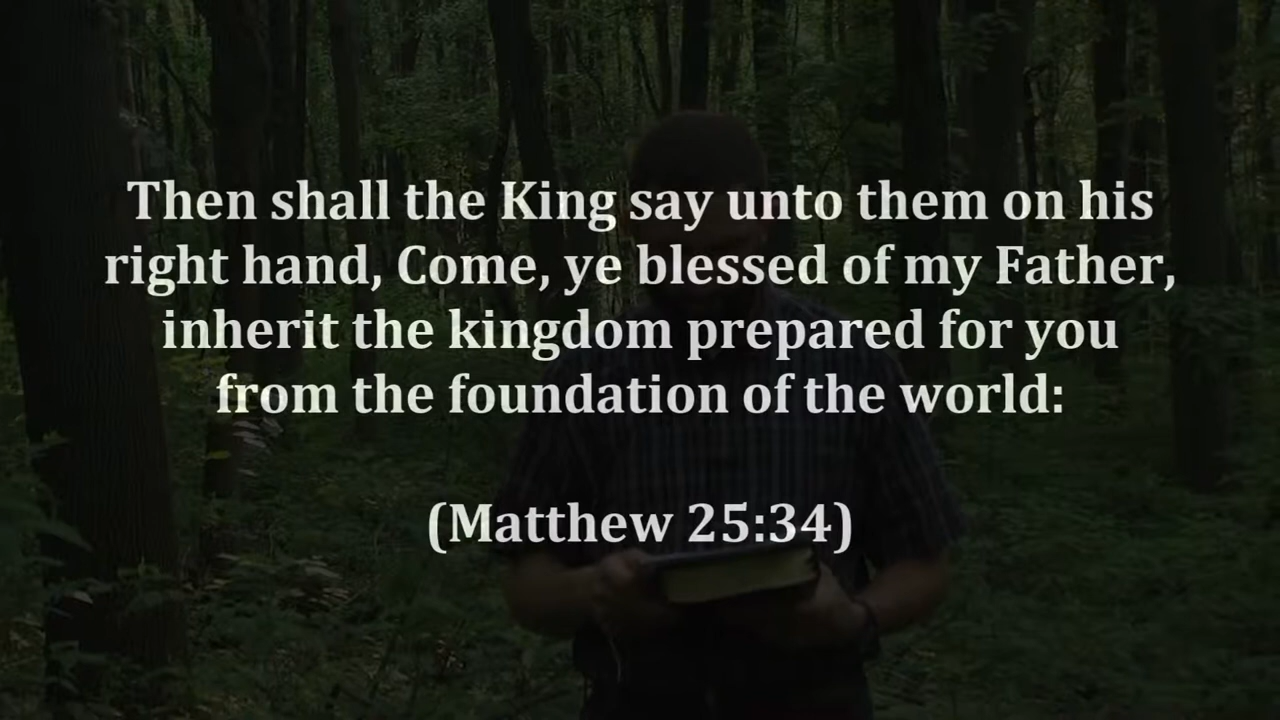 Then shall the King say unto them on his
right hand, Come, ye blessed of my Father,
inherit the kingdom prepared for you
from the foundation of the world:
(Matthew 25:34)